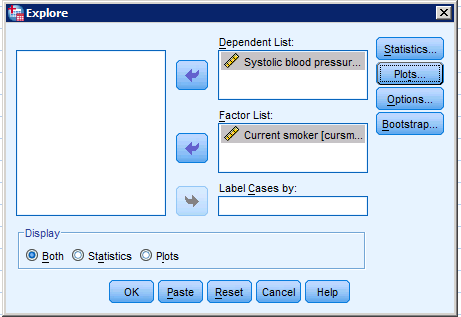 Explore
Dependent List:
Systolic blood pressur...
Statistics...
Plots...
Options...
Bootstrap...
Factor List:
Current smoker [cursm...
Label Cases by:
Display
Both Statistics Plots
OK Paste Reset Cancel Help